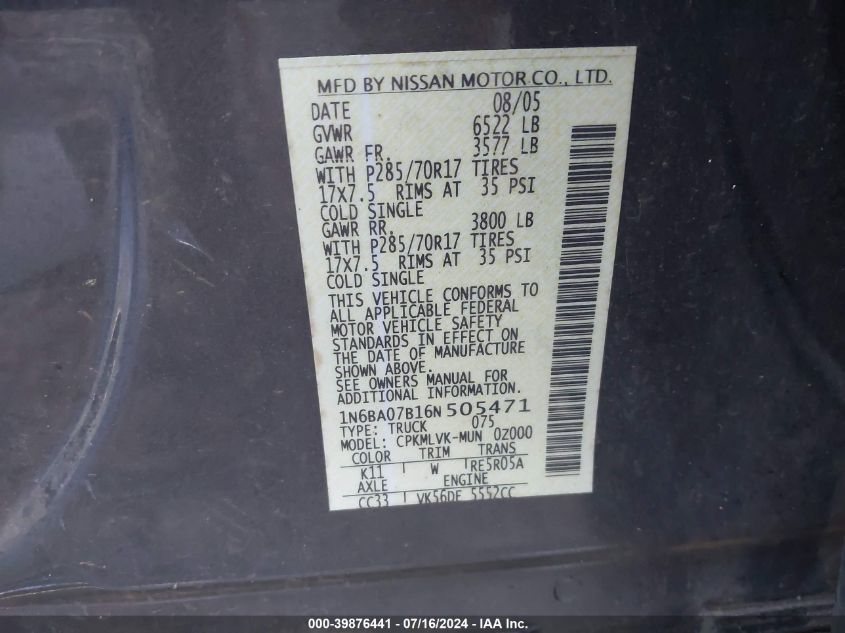 MFD BY NISSAN MOTOR CO., LTD.
DATE 08/05
GVWR 6522 LB
GAWR FR. 3577 LB
WITH P285/70R17 TIRES
17X7.5 RIMS AT 35 PSI
COLD SINGLE
GAWR RR. 3800 LB
WITH P285/70R17 TIRES
17X7.5 RIMS AT 35 PSI
COLD SINGLE
THIS VEHICLE CONFORMS TO
ALL APPLICABLE FEDERAL
MOTOR VEHICLE SAFETY
STANDARDS IN EFFECT ON
THE DATE OF MANUFACTURE
SHOWN ABOVE.
SEE OWNERS MANUAL FOR
ADDITIONAL INFORMATION.
1N6BA07B16N505471
TYPE: TRUCK 075
MODEL: CPKMLVK-MUN 0Z000
COLOR TRIM TRANS
K11 W RE5R05A
AXLE ENGINE
CC33 VK56DE 5552CC
000-39876441 - 07/16/2024 - IAA Inc.